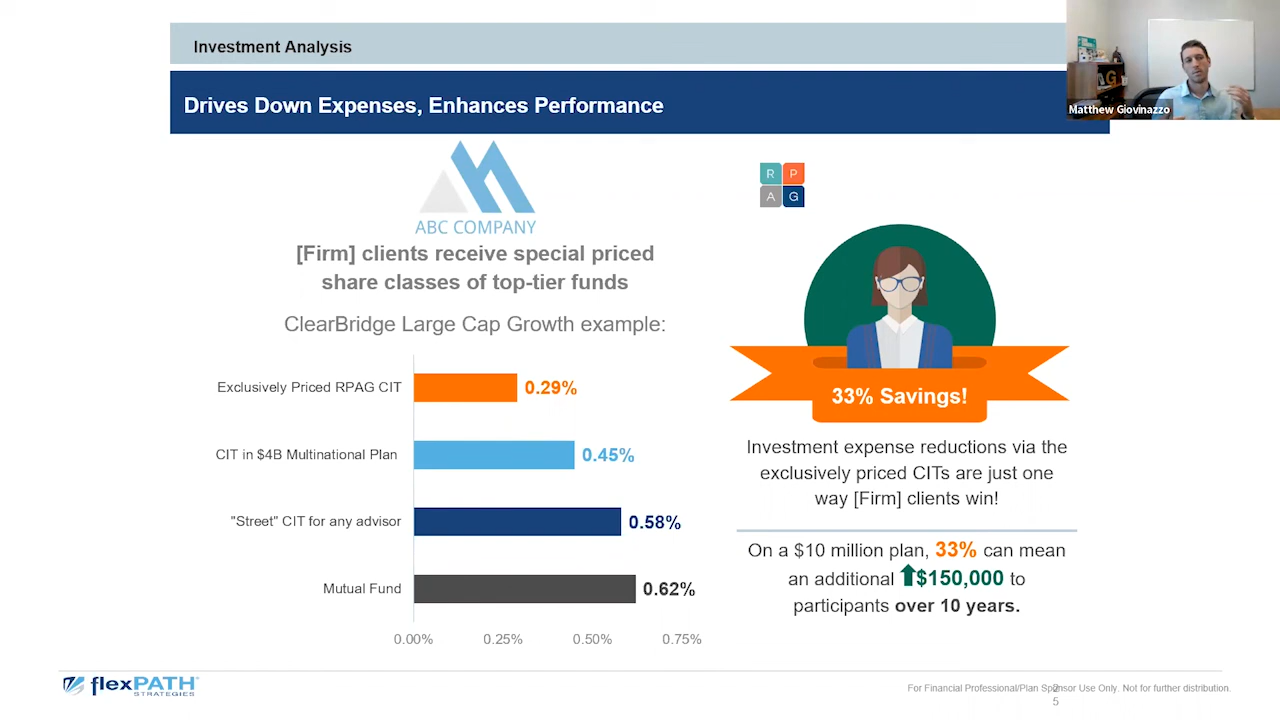 Investment Analysis
Drives Down Expenses, Enhances Performance
Matthew Giovinazzo
ABC COMPANY
R P
A G
[Firm] clients receive special priced
share classes of top-tier funds
ClearBridge Large Cap Growth example:
Exclusively Priced RPAG CIT 0.29%
CIT in $4B Multinational Plan 0.45%
"Street" CIT for any advisor 0.58%
Mutual Fund 0.62%
0.00% 0.25% 0.50% 0.75%
33% Savings!
Investment expense reductions via the
exclusively priced CITs are just one
way [Firm] clients win!
On a $10 million plan, 33% can mean
an additional $150,000 to
participants over 10 years.
flexPATH
STRATEGIES
For Financial Professional/Plan Sponsor Use Only. Not for further distribution.
2
5